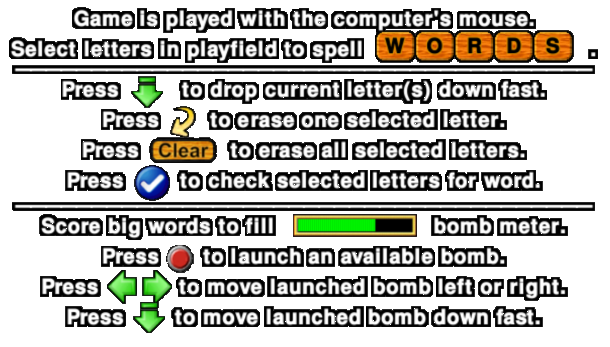 Game is played with the computer's mouse.
Select letters in playfield to spell W O R D S .
Press to drop current letter(s) down fast.
Press to erase one selected letter.
Press Clear to erase all selected letters.
Press to check selected letters for word.
Score big words to fill bomb meter.
Press to launch an available bomb.
Press to move launched bomb left or right.
Press to move launched bomb down fast.